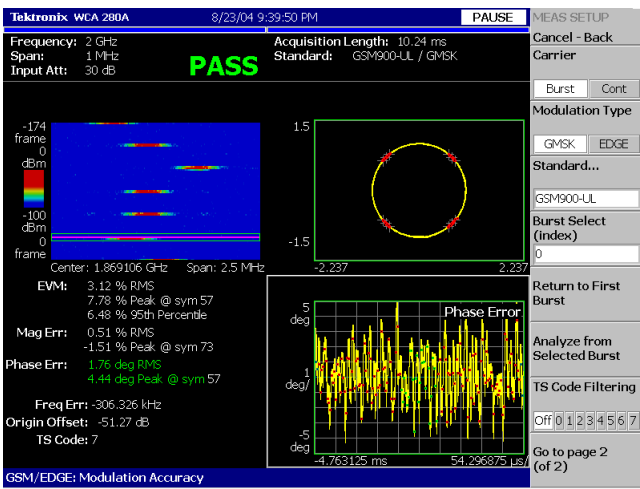 Tektronix WCA 280A 8/23/04 9:39:50 PM PAUSE
Frequency: 2 GHz
Span: 1 MHz
Input Att: 30 dB
PASS
Acquisition Length: 10.24 ms
Standard: GSM900-UL / GMSK
-174
frame
0
dBm
-100
dBm
0
frame
Center: 1.869106 GHz Span: 2.5 MHz
1.5
-1.5
-2.237 2.237
EVM: 3.12 % RMS
7.78 % Peak @ sym 57
6.48 % 95th Percentile
Mag Err: 0.51 % RMS
-1.51 % Peak @ sym 73
Phase Err: 1.76 deg RMS
4.44 deg Peak @ sym 57
Freq Err: -306.326 kHz
Origin Offset: -51.27 dB
TS Code: 7
5
deg
Phase Error
1
deg/
-5
deg
-4.763125 ms 54.296875 µs/
GSM/EDGE: Modulation Accuracy
MEAS SETUP
Cancel - Back
Carrier
Burst Cont
Modulation Type
GMSK EDGE
Standard...
GSM900-UL
Burst Select
(index)
0
Return to First
Burst
Analyze from
Selected Burst
TS Code Filtering
Off 0 1 2 3 4 5 6 7
Go to page 2
(of 2)